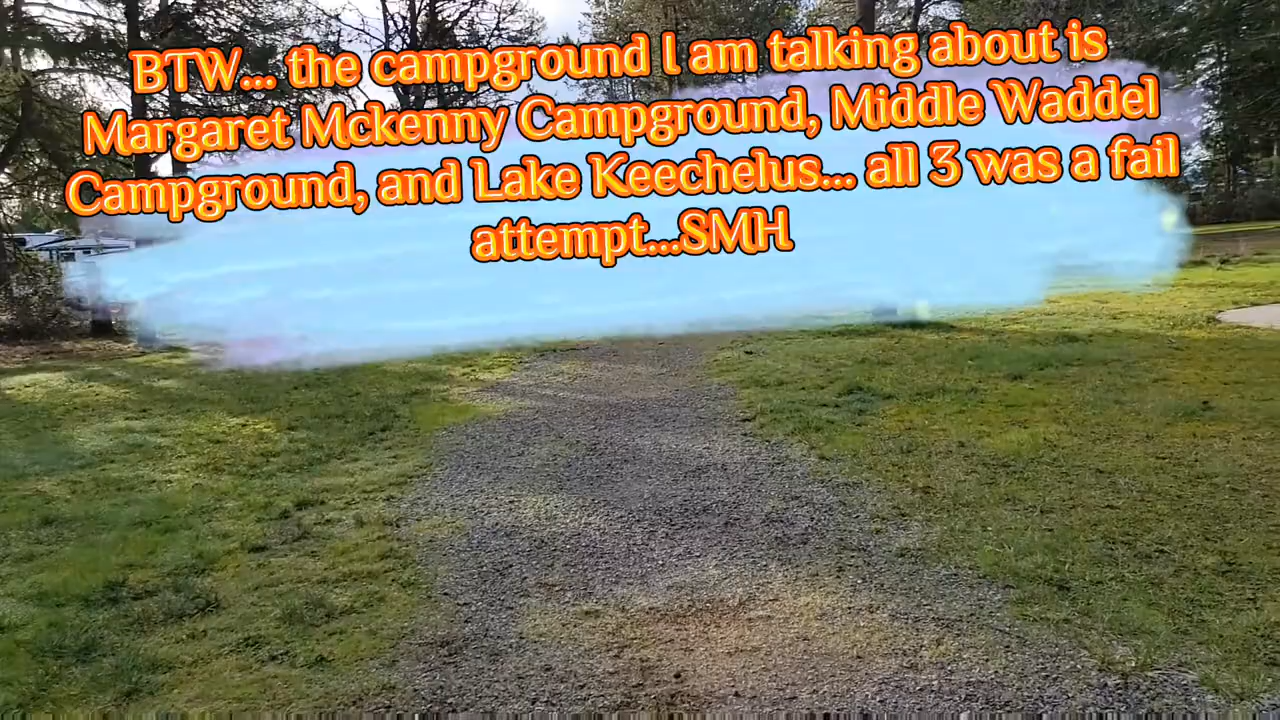 BTW... the campground I am talking about is
Margaret Mckenny Campground, Middle Waddel
Campground, and Lake Keechelus... all 3 was a fail
attempt...SMH